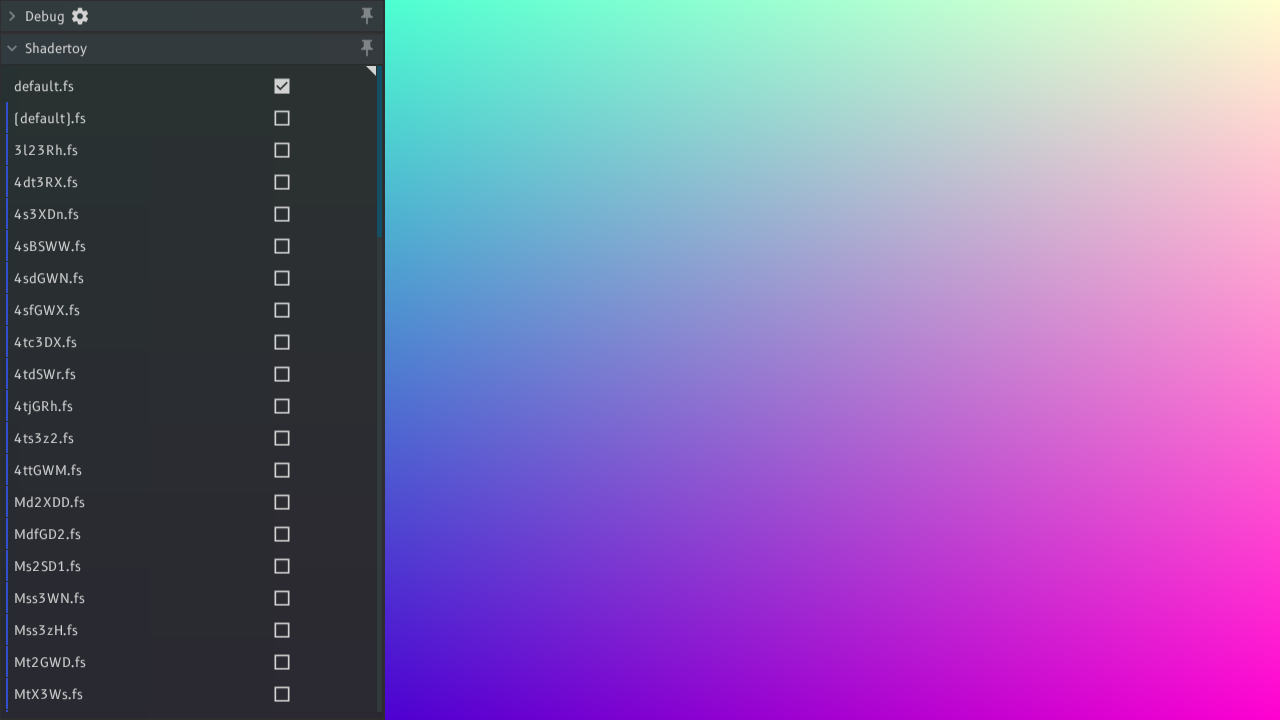 Debug
Shadertoy
default.fs
(default).fs
3l23Rh.fs
4dt3RX.fs
4s3XDn.fs
4sBSWW.fs
4sdGWN.fs
4sfGWX.fs
4tc3DX.fs
4tdSWr.fs
4tjGRh.fs
4ts3z2.fs
4ttGWM.fs
Md2XDD.fs
MdfGD2.fs
Ms2SD1.fs
Mss3WN.fs
Mss3zH.fs
Mt2GWD.fs
MtX3Ws.fs